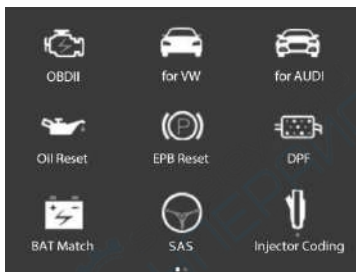 OBDII
for VW
for AUDI
Oil Reset
EPB Reset
DPF
BAT Match
SAS
Injector Coding